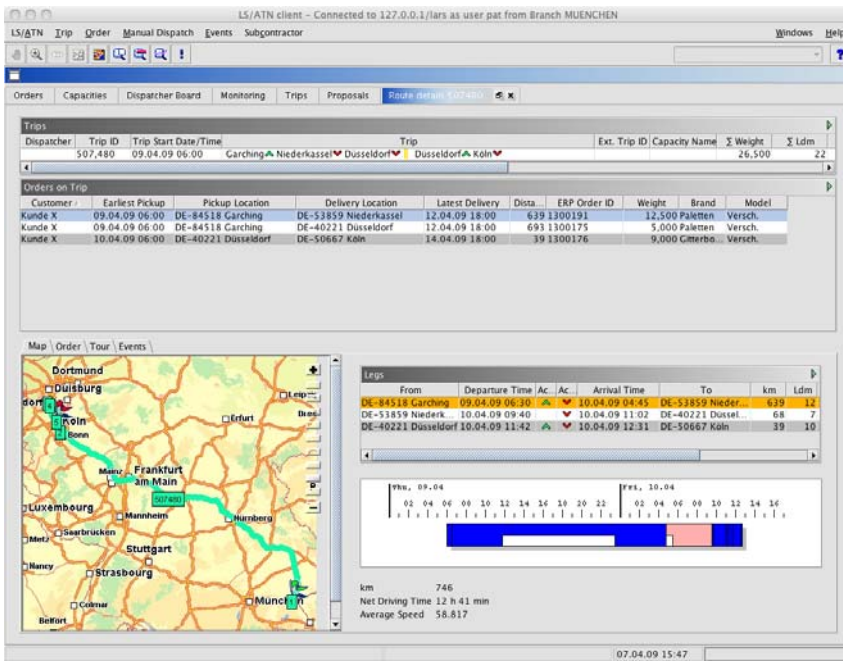 LS/ATN client – Connected to 127.0.0.1/lars as user pat from Branch MUENCHEN
LS/ATN Trip Order Manual Dispatch Events Subcontractor Windows Help
Orders Capacities Dispatcher Board Monitoring Trips Proposals Route details 507480
Trips
Dispatcher Trip ID Trip Start Date/Time Trip Ext. Trip ID Capacity Name Σ Weight Σ Ldm
507,480 09.04.09 06:00 Garching Niederkassel Düsseldorf Düsseldorf Köln 26,500 22
Orders on Trip
Customer Earliest Pickup Pickup Location Delivery Location Latest Delivery Dista... ERP Order ID Weight Brand Model
Kunde X 09.04.09 06:00 DE-84518 Garching DE-53859 Niederkassel 12.04.09 18:00 639 1300191 12,500 Paletten Versch.
Kunde X 09.04.09 06:00 DE-84518 Garching DE-40221 Düsseldorf 12.04.09 18:00 693 1300175 5,000 Paletten Versch.
Kunde X 10.04.09 06:00 DE-40221 Düsseldorf DE-50667 Köln 14.04.09 18:00 39 1300176 9,000 Gitterbo... Versch.
Map Order Tour Events
Dortmund
Duisburg
dorf
Köln
Bonn
Leip
Erfurt
Dres
Mainz
Frankfurt
am Main
507480
Luxembourg
Mannheim
Nürnberg
Metz
Saarbrücken
Stuttgart
Nancy
Strasbourg
Colmar
München
Belfort
Legs
From Departure Time Ac... Ac... Arrival Time To km Ldm
DE-84518 Garching 09.04.09 06:30 10.04.09 04:45 DE-53859 Nieder... 639 12
DE-53859 Niederk... 10.04.09 09:40 10.04.09 11:02 DE-40221 Düssel... 68 7
DE-40221 Düsseldorf 10.04.09 11:42 10.04.09 12:31 DE-50667 Köln 39 10
Thu, 09.04 Fri, 10.04
02 04 06 08 10 12 14 16 18 20 22 02 04 06 08 10 12 14 16
km 746
Net Driving Time 12 h 41 min
Average Speed 58.817
07.04.09 15:47